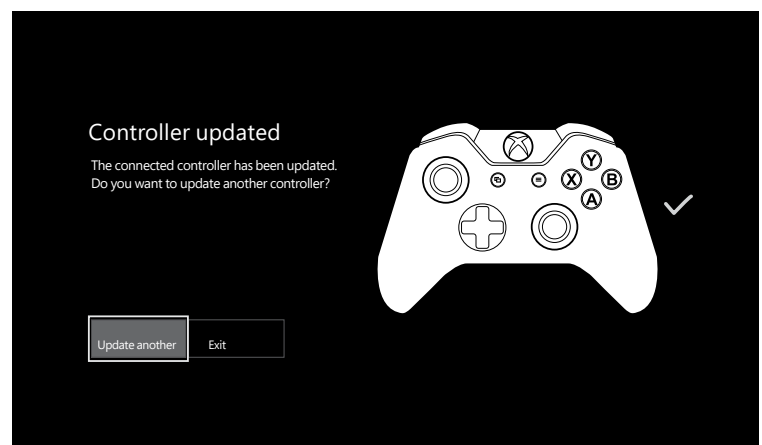 Controller updated
The connected controller has been updated.
Do you want to update another controller?
Y
X
B
A
Update another
Exit